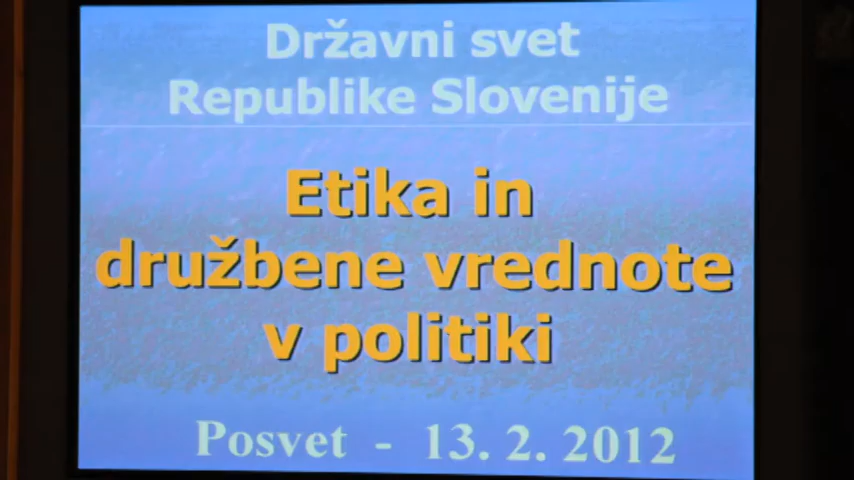 Državni svet
Republike Slovenije
Etika in
družbene vrednote
v politiki
Posvet - 13. 2. 2012